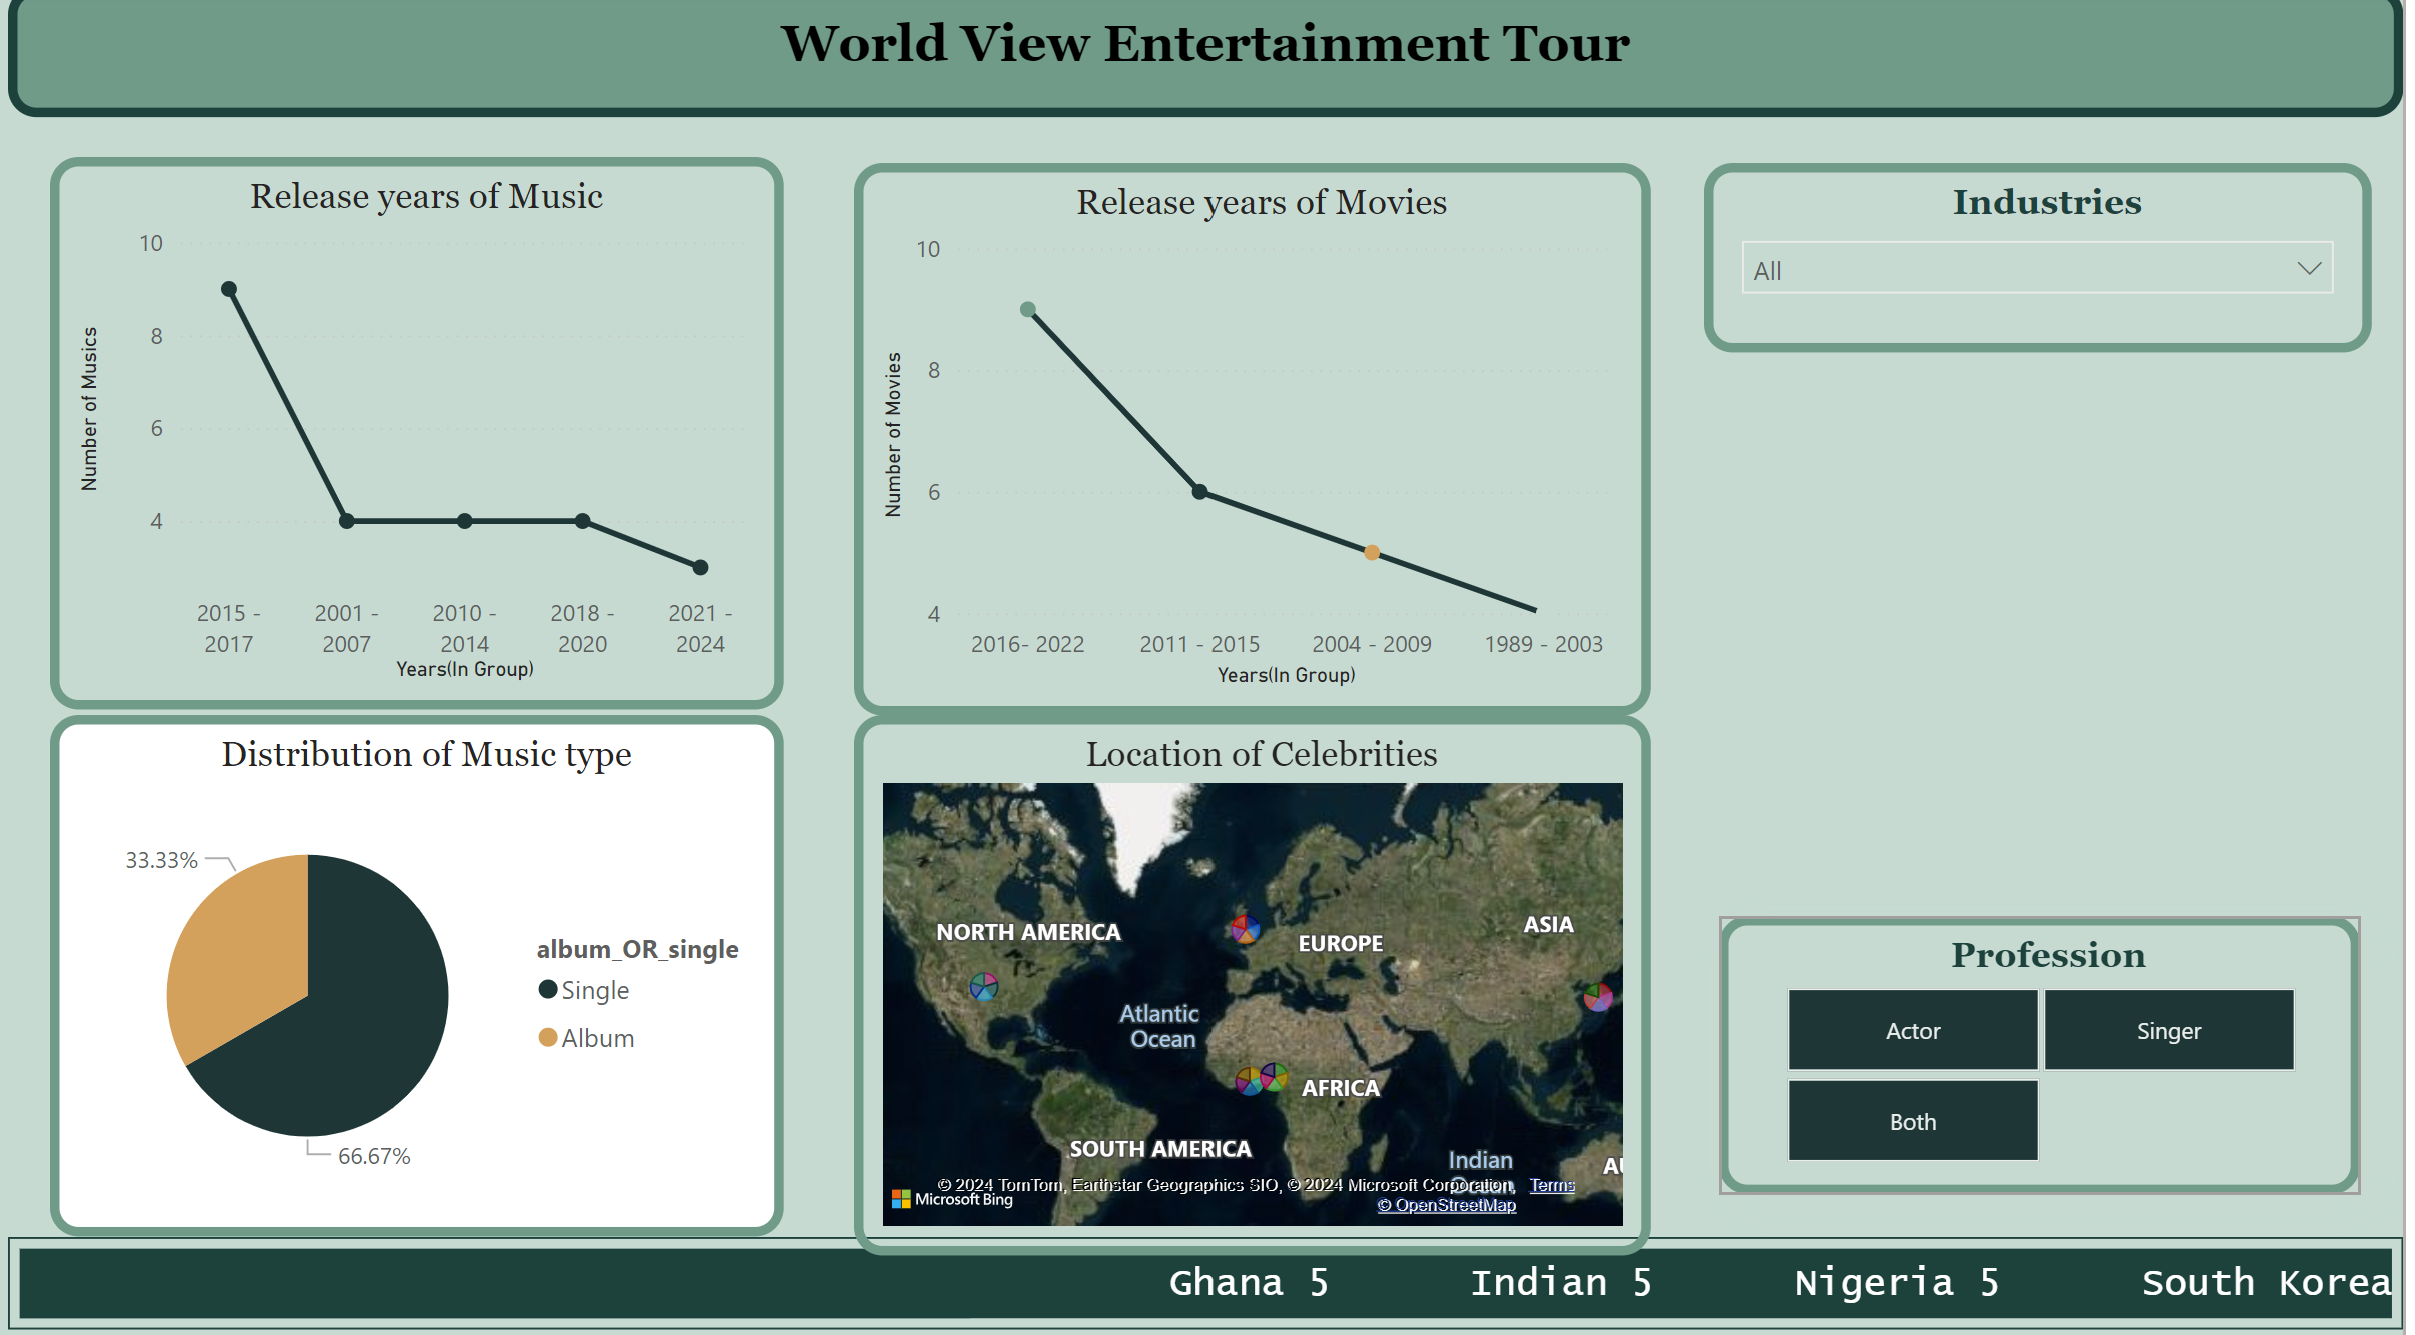 World View Entertainment Tour
Release years of Music
10
8
6
4
Number of Musics
2015 -
2017
2001 -
2007
2010 -
2014
2018 -
2020
2021 -
2024
Years(In Group)
Release years of Movies
10
8
6
4
Number of Movies
2016- 2022
2011 - 2015
2004 - 2009
1989 - 2003
Years(In Group)
Industries
All
Distribution of Music type
33.33%
66.67%
album_OR_single
Single
Album
Location of Celebrities
NORTH AMERICA
EUROPE
ASIA
Atlantic
Ocean
AFRICA
SOUTH AMERICA
Indian
Ocean
AU
© 2024 TomTom, Earthstar Geographics SIO, © 2024 Microsoft Corporation, Terms
© OpenStreetMap
Microsoft Bing
Profession
Actor
Singer
Both
Ghana 5 Indian 5 Nigeria 5 South Korea